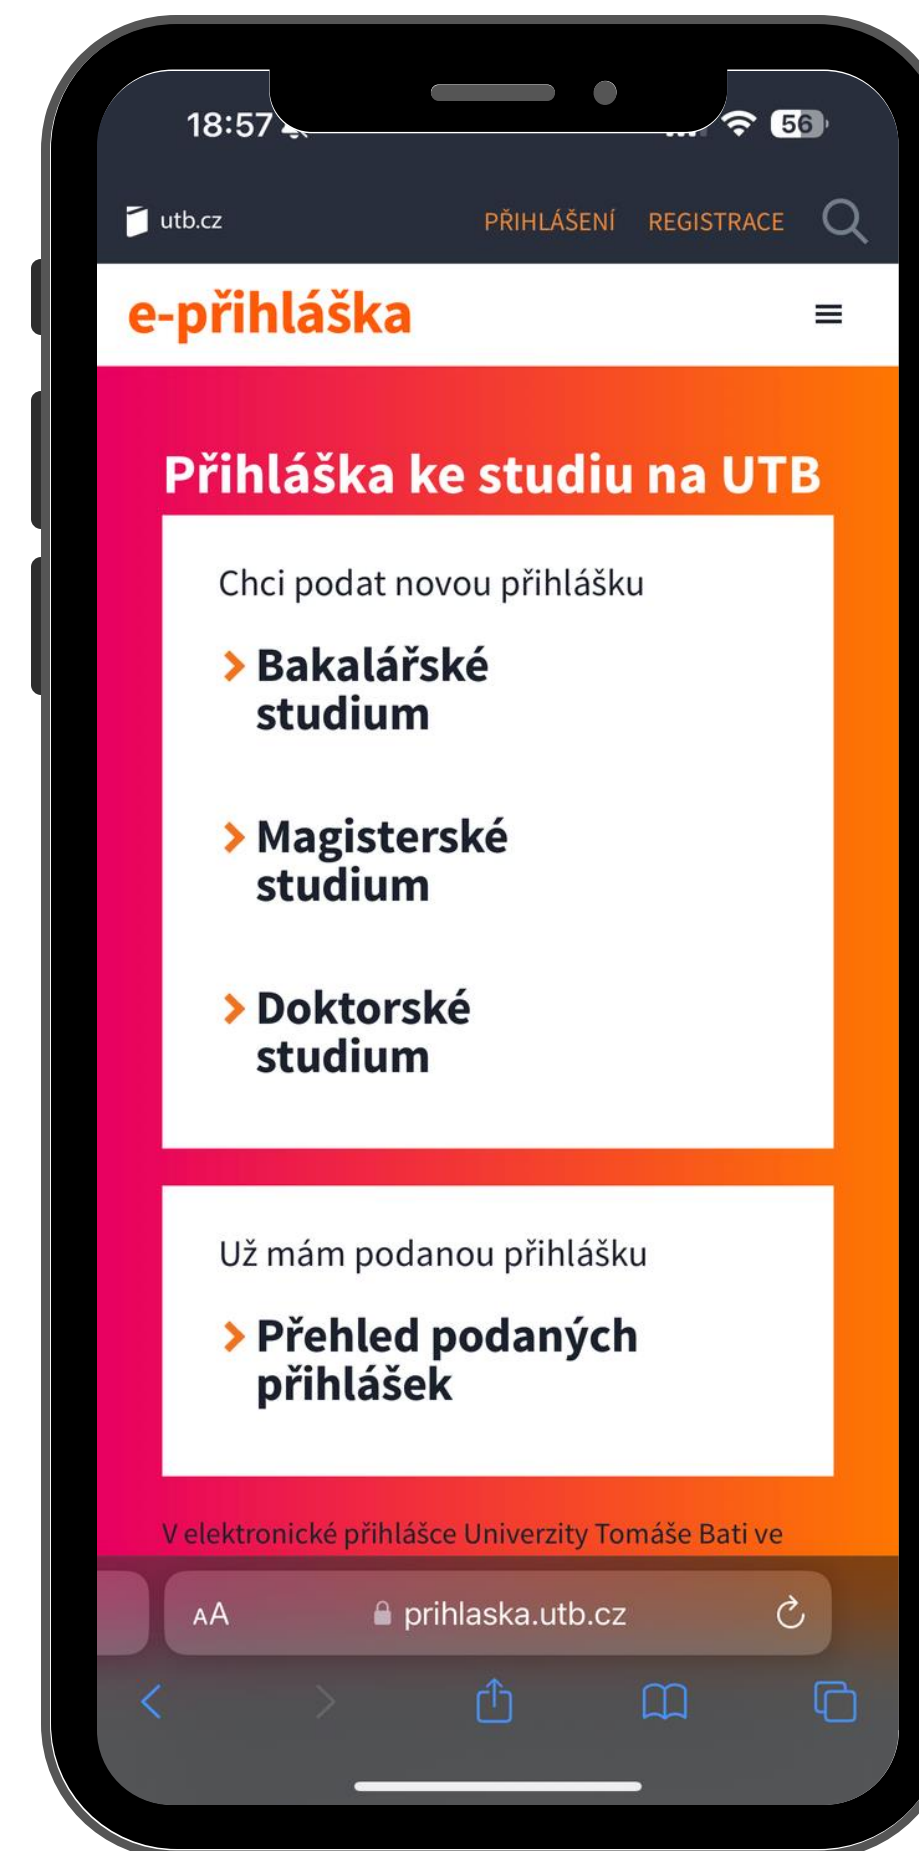 18:57
56
utb.cz PŘIHLÁŠENÍ REGISTRACE
e-přihláška
Přihláška ke studiu na UTB
Chci podat novou přihlášku
Bakalářské
studium
Magisterské
studium
Doktorské
studium
Už mám podanou přihlášku
Přehled podaných
přihlášek
V elektronické přihlášce Univerzity Tomáše Bati ve
AA prihlaska.utb.cz